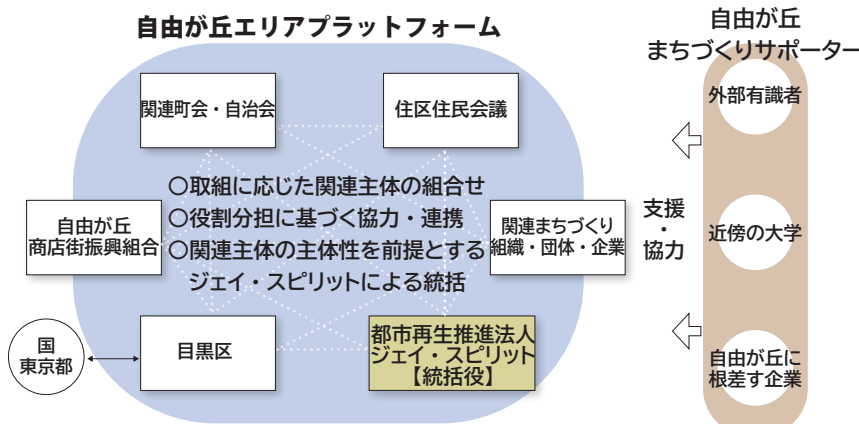 自由が丘エリアプラットフォーム
関連町会・自治会
住区住民会議
〇取組に応じた関連主体の組合せ
〇役割分担に基づく協力・連携
〇関連主体の主体性を前提とする
ジェイ・スピリットによる統括
自由が丘
商店街振興組合
関連まちづくり
組織・団体・企業
国
東京都
目黒区
都市再生推進法人
ジェイ・スピリット
【統括役】
支援
・
協力
自由が丘
まちづくりサポーター
外部有識者
近傍の大学
自由が丘に
根差す企業